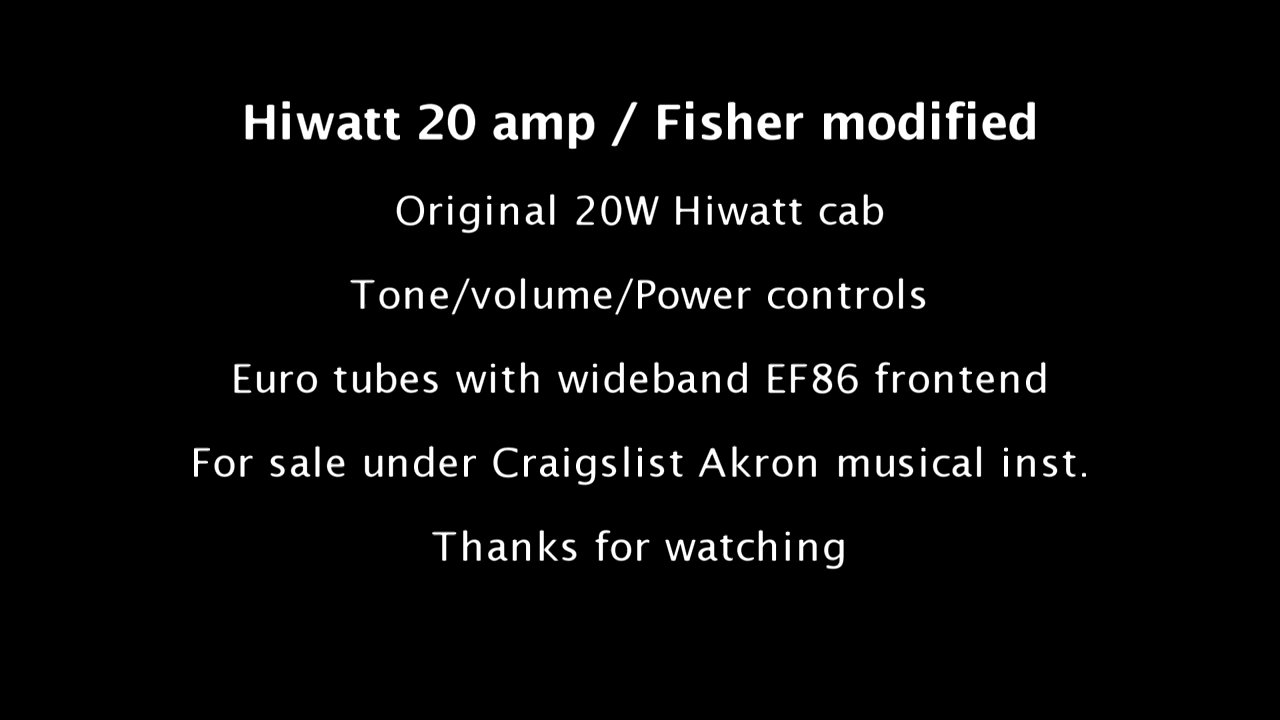 Hiwatt 20 amp / Fisher modified
Original 20W Hiwatt cab
Tone/volume/Power controls
Euro tubes with wideband EF86 frontend
For sale under Craigslist Akron musical inst.
Thanks for watching